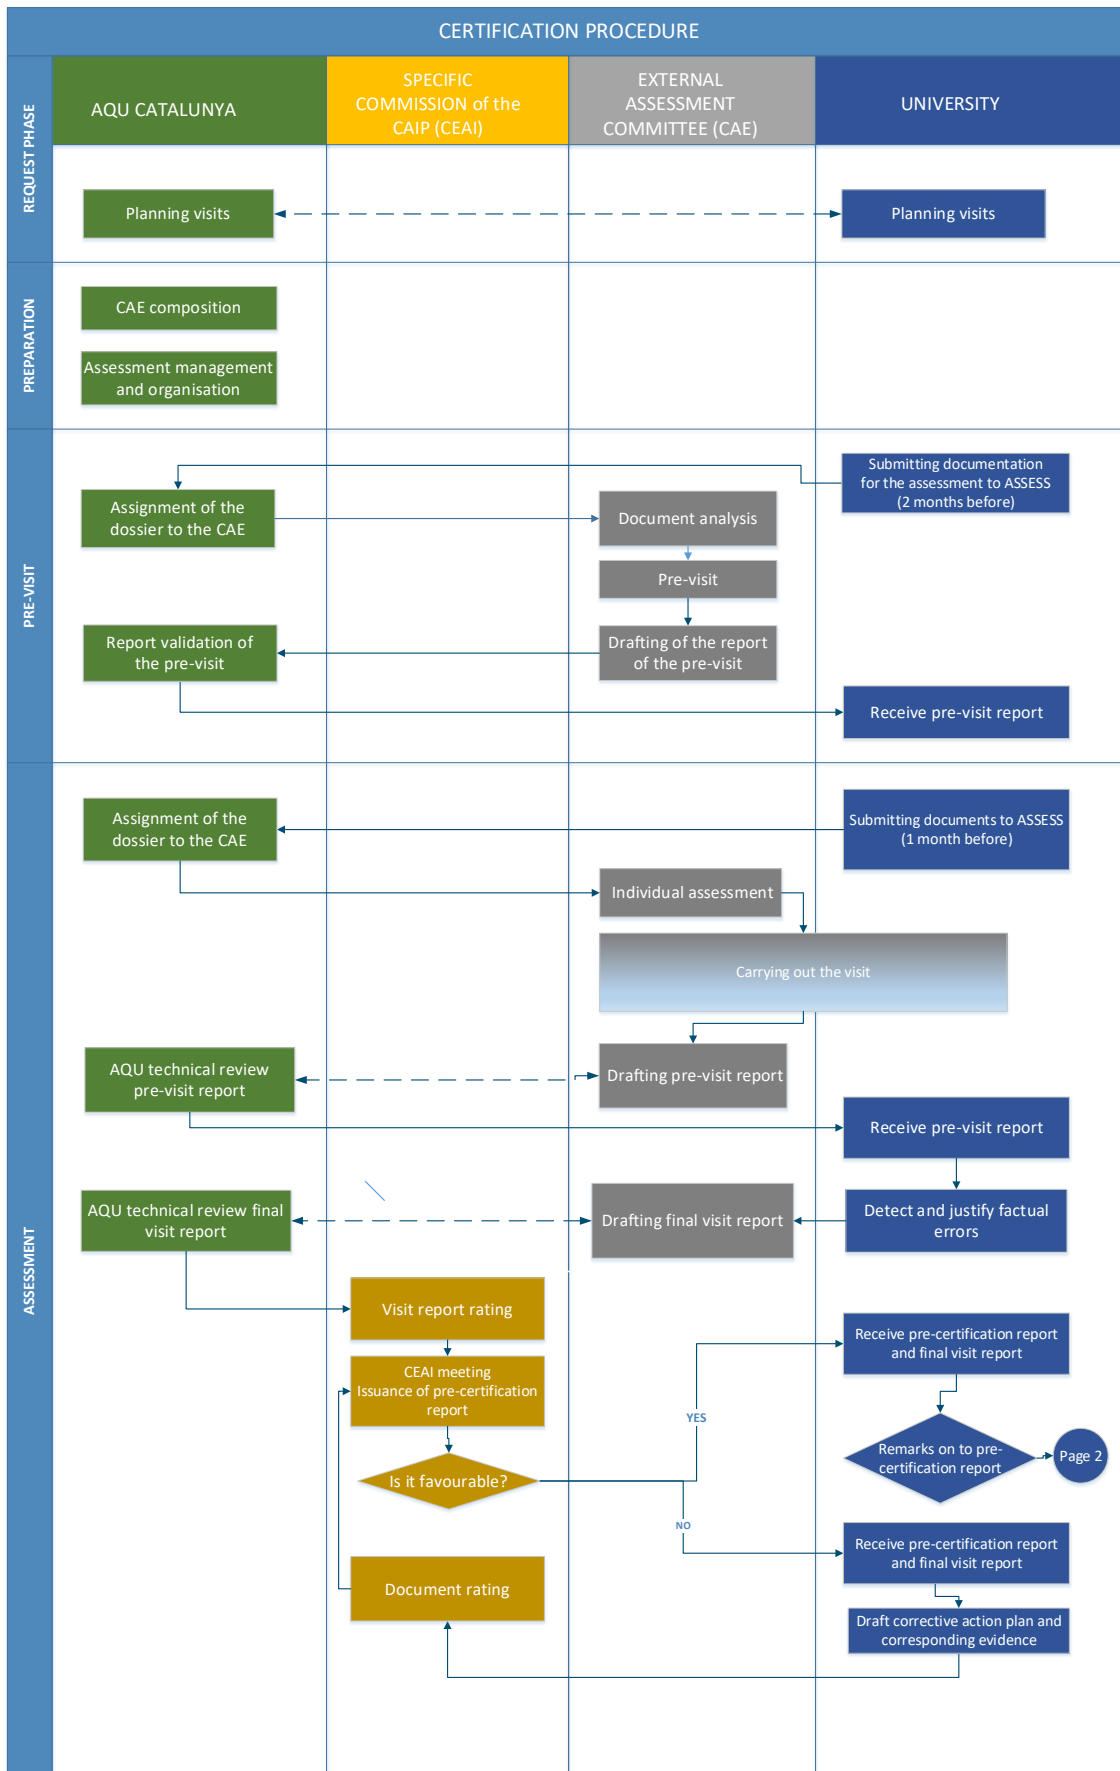 CERTIFICATION PROCEDURE
REQUEST PHASE
AQU CATALUNYA
SPECIFIC
COMMISSION of the
CAIP (CEAI)
EXTERNAL
ASSESSMENT
COMMITTEE (CAE)
UNIVERSITY
Planning visits
Planning visits
PREPARATION
CAE composition
Assessment management
and organisation
PRE-VISIT
Submitting documentation
for the assessment to ASSESS
(2 months before)
Assignment of the
dossier to the CAE
Document analysis
Pre-visit
Report validation of
the pre-visit
Drafting of the report
of the pre-visit
Receive pre-visit report
ASSESSMENT
Assignment of the
dossier to the CAE
Submitting documents to ASSESS
(1 month before)
Individual assessment
Carrying out the visit
AQU technical review
pre-visit report
Drafting pre-visit report
Receive pre-visit report
AQU technical review final
visit report
Drafting final visit report
Detect and justify factual
errors
Visit report rating
Receive pre-certification report
and final visit report
CEAI meeting
Issuance of pre-certification
report
YES
Remarks on to pre-
certification report
Page 2
Is it favourable?
NO
Receive pre-certification report
and final visit report
Document rating
Draft corrective action plan and
corresponding evidence